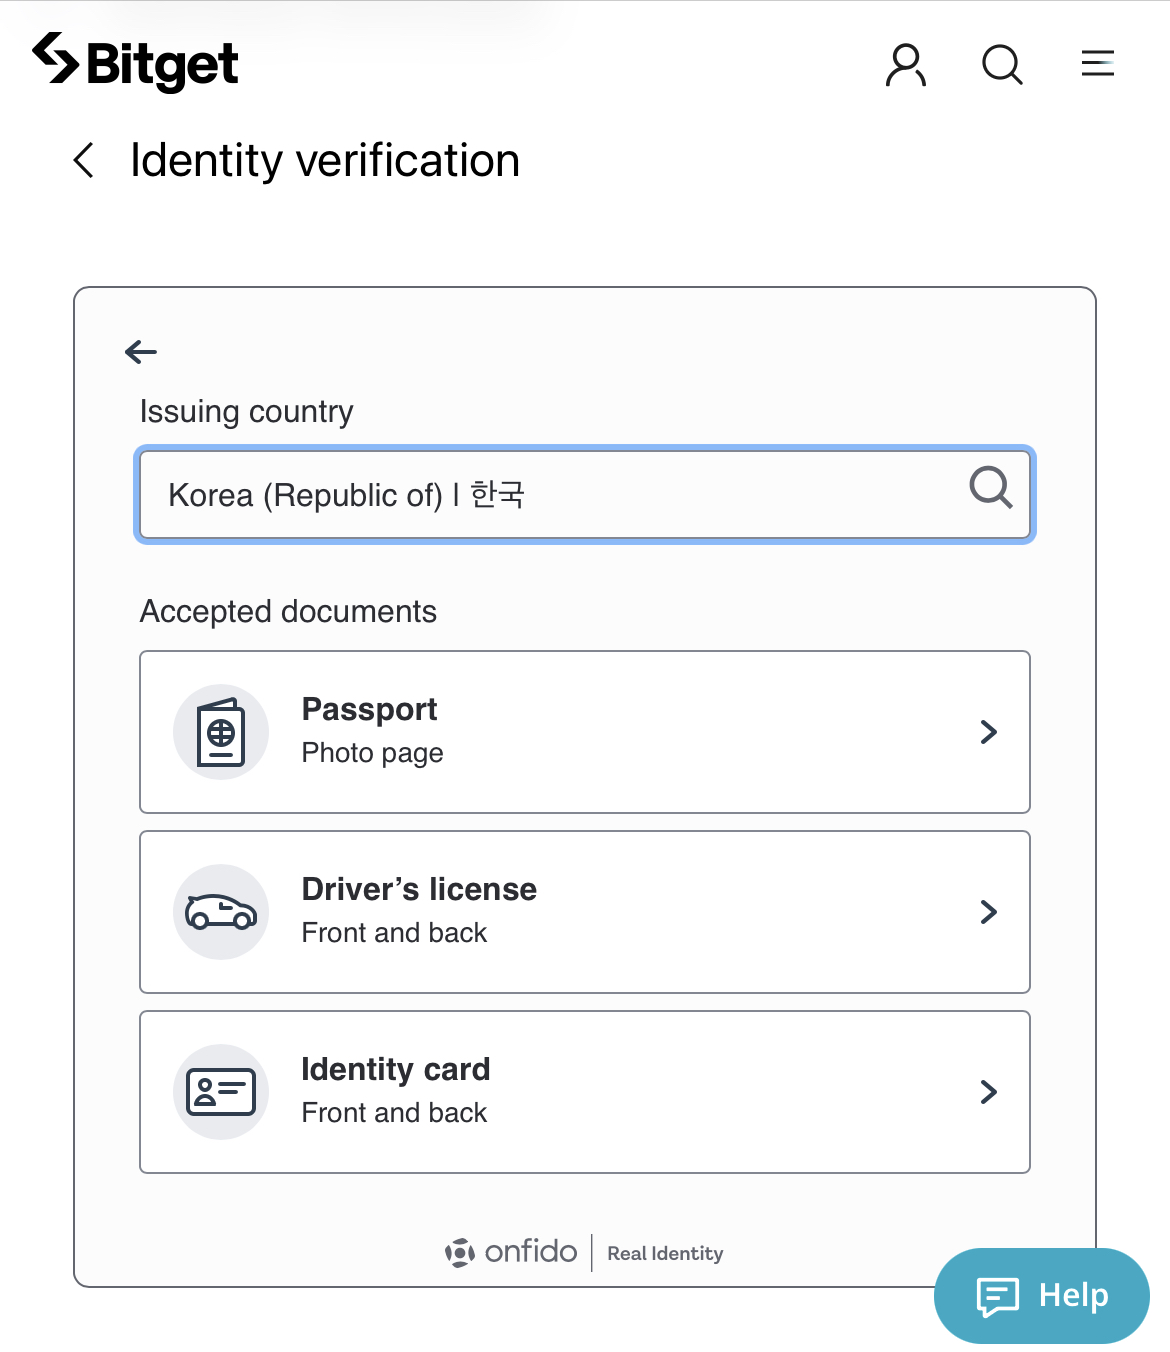 Bitget
Identity verification
Issuing country
Korea (Republic of) | 한국
Accepted documents
Passport
Photo page
Driver’s license
Front and back
Identity card
Front and back
onfido | Real Identity
Help